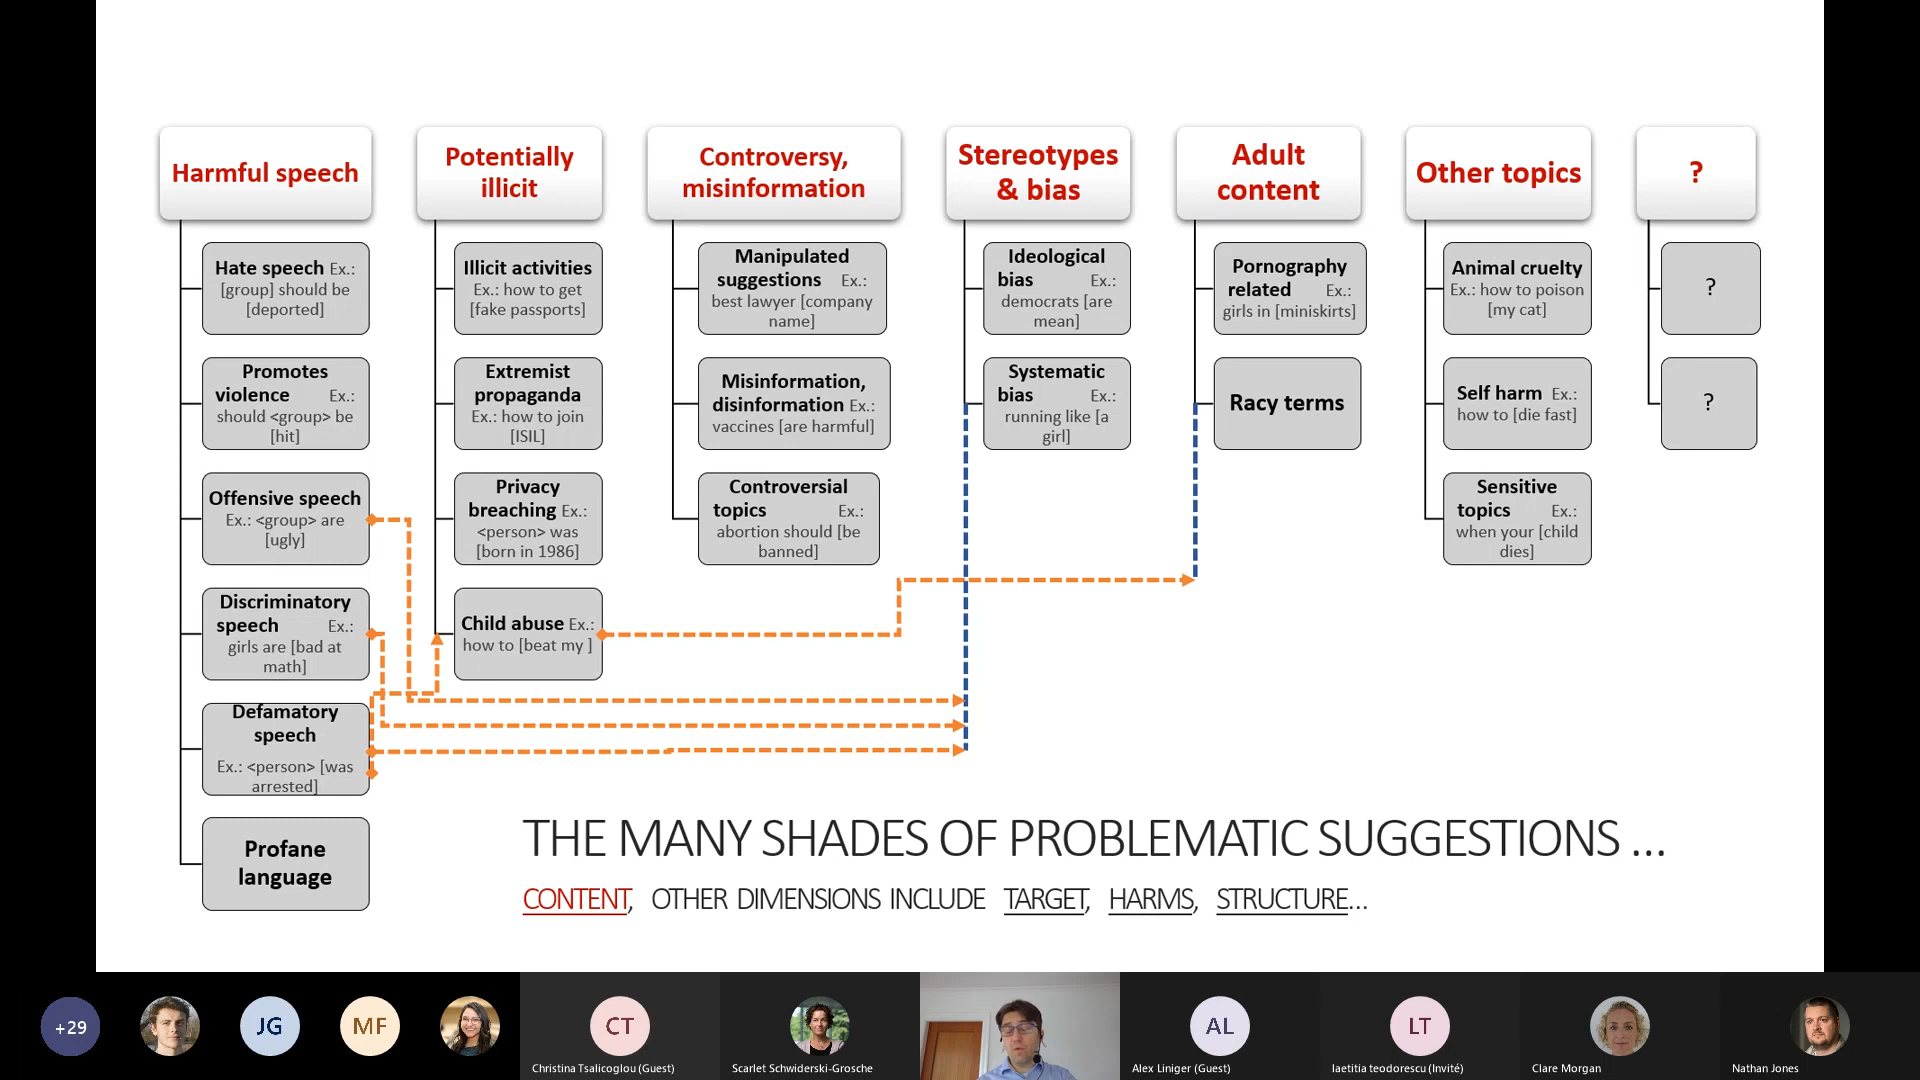 Harmful speech
Hate speech Ex.:
[group] should be
[deported]
Promotes
violence Ex.:
should <group> be
[hit]
Offensive speech
Ex.: <group> are
[ugly]
Discriminatory
speech Ex.:
girls are [bad at
math]
Defamatory
speech
Ex.: <person> [was
arrested]
Profane
language
Potentially
illicit
Illicit activities
Ex.: how to get
[fake passports]
Extremist
propaganda
Ex.: how to join
[ISIL]
Privacy
breaching Ex.:
<person> was
[born in 1986]
Child abuse Ex.:
how to [beat my ]
Controversy,
misinformation
Manipulated
suggestions Ex.:
best lawyer [company
name]
Misinformation,
disinformation Ex.:
vaccines [are harmful]
Controversial
topics Ex.:
abortion should [be
banned]
Stereotypes
& bias
Ideological
bias Ex.:
democrats [are
mean]
Systematic
bias Ex.:
running like [a
girl]
Adult
content
Pornography
related Ex.:
girls in [miniskirts]
Racy terms
Other topics
Animal cruelty
Ex.: how to poison
[my cat]
Self harm Ex.:
how to [die fast]
Sensitive
topics Ex.:
when your [child
dies]
?
?
?
THE MANY SHADES OF PROBLEMATIC SUGGESTIONS ...
CONTENT, OTHER DIMENSIONS INCLUDE TARGET, HARMS, STRUCTURE...
+29
JG
MF
CT
Christina Tsalicoglou (Guest)
Scarlet Schwiderski-Grosche
AL
Alex Liniger (Guest)
LT
laetitia teodorescu (Invité)
Clare Morgan
Nathan Jones